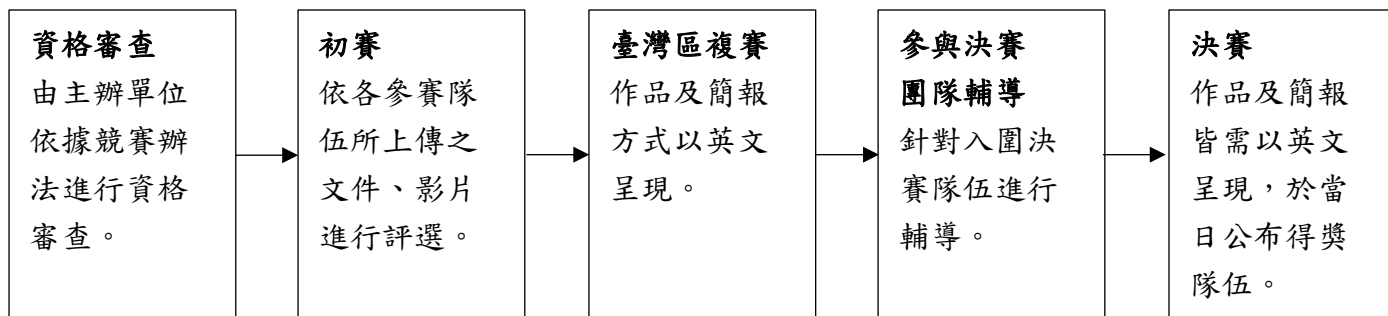 資格審查
由主辦單位
依據競賽辦
法進行資格
審查。
初賽
依各參賽隊
伍所上傳之
文件、影片
進行評選。
臺灣區複賽
作品及簡報
方式以英文
呈現。
參與決賽
團隊輔導
針對入圍決
賽隊伍進行
輔導。
決賽
作品及簡報
皆需以英文
呈現，於當
日公布得獎
隊伍。